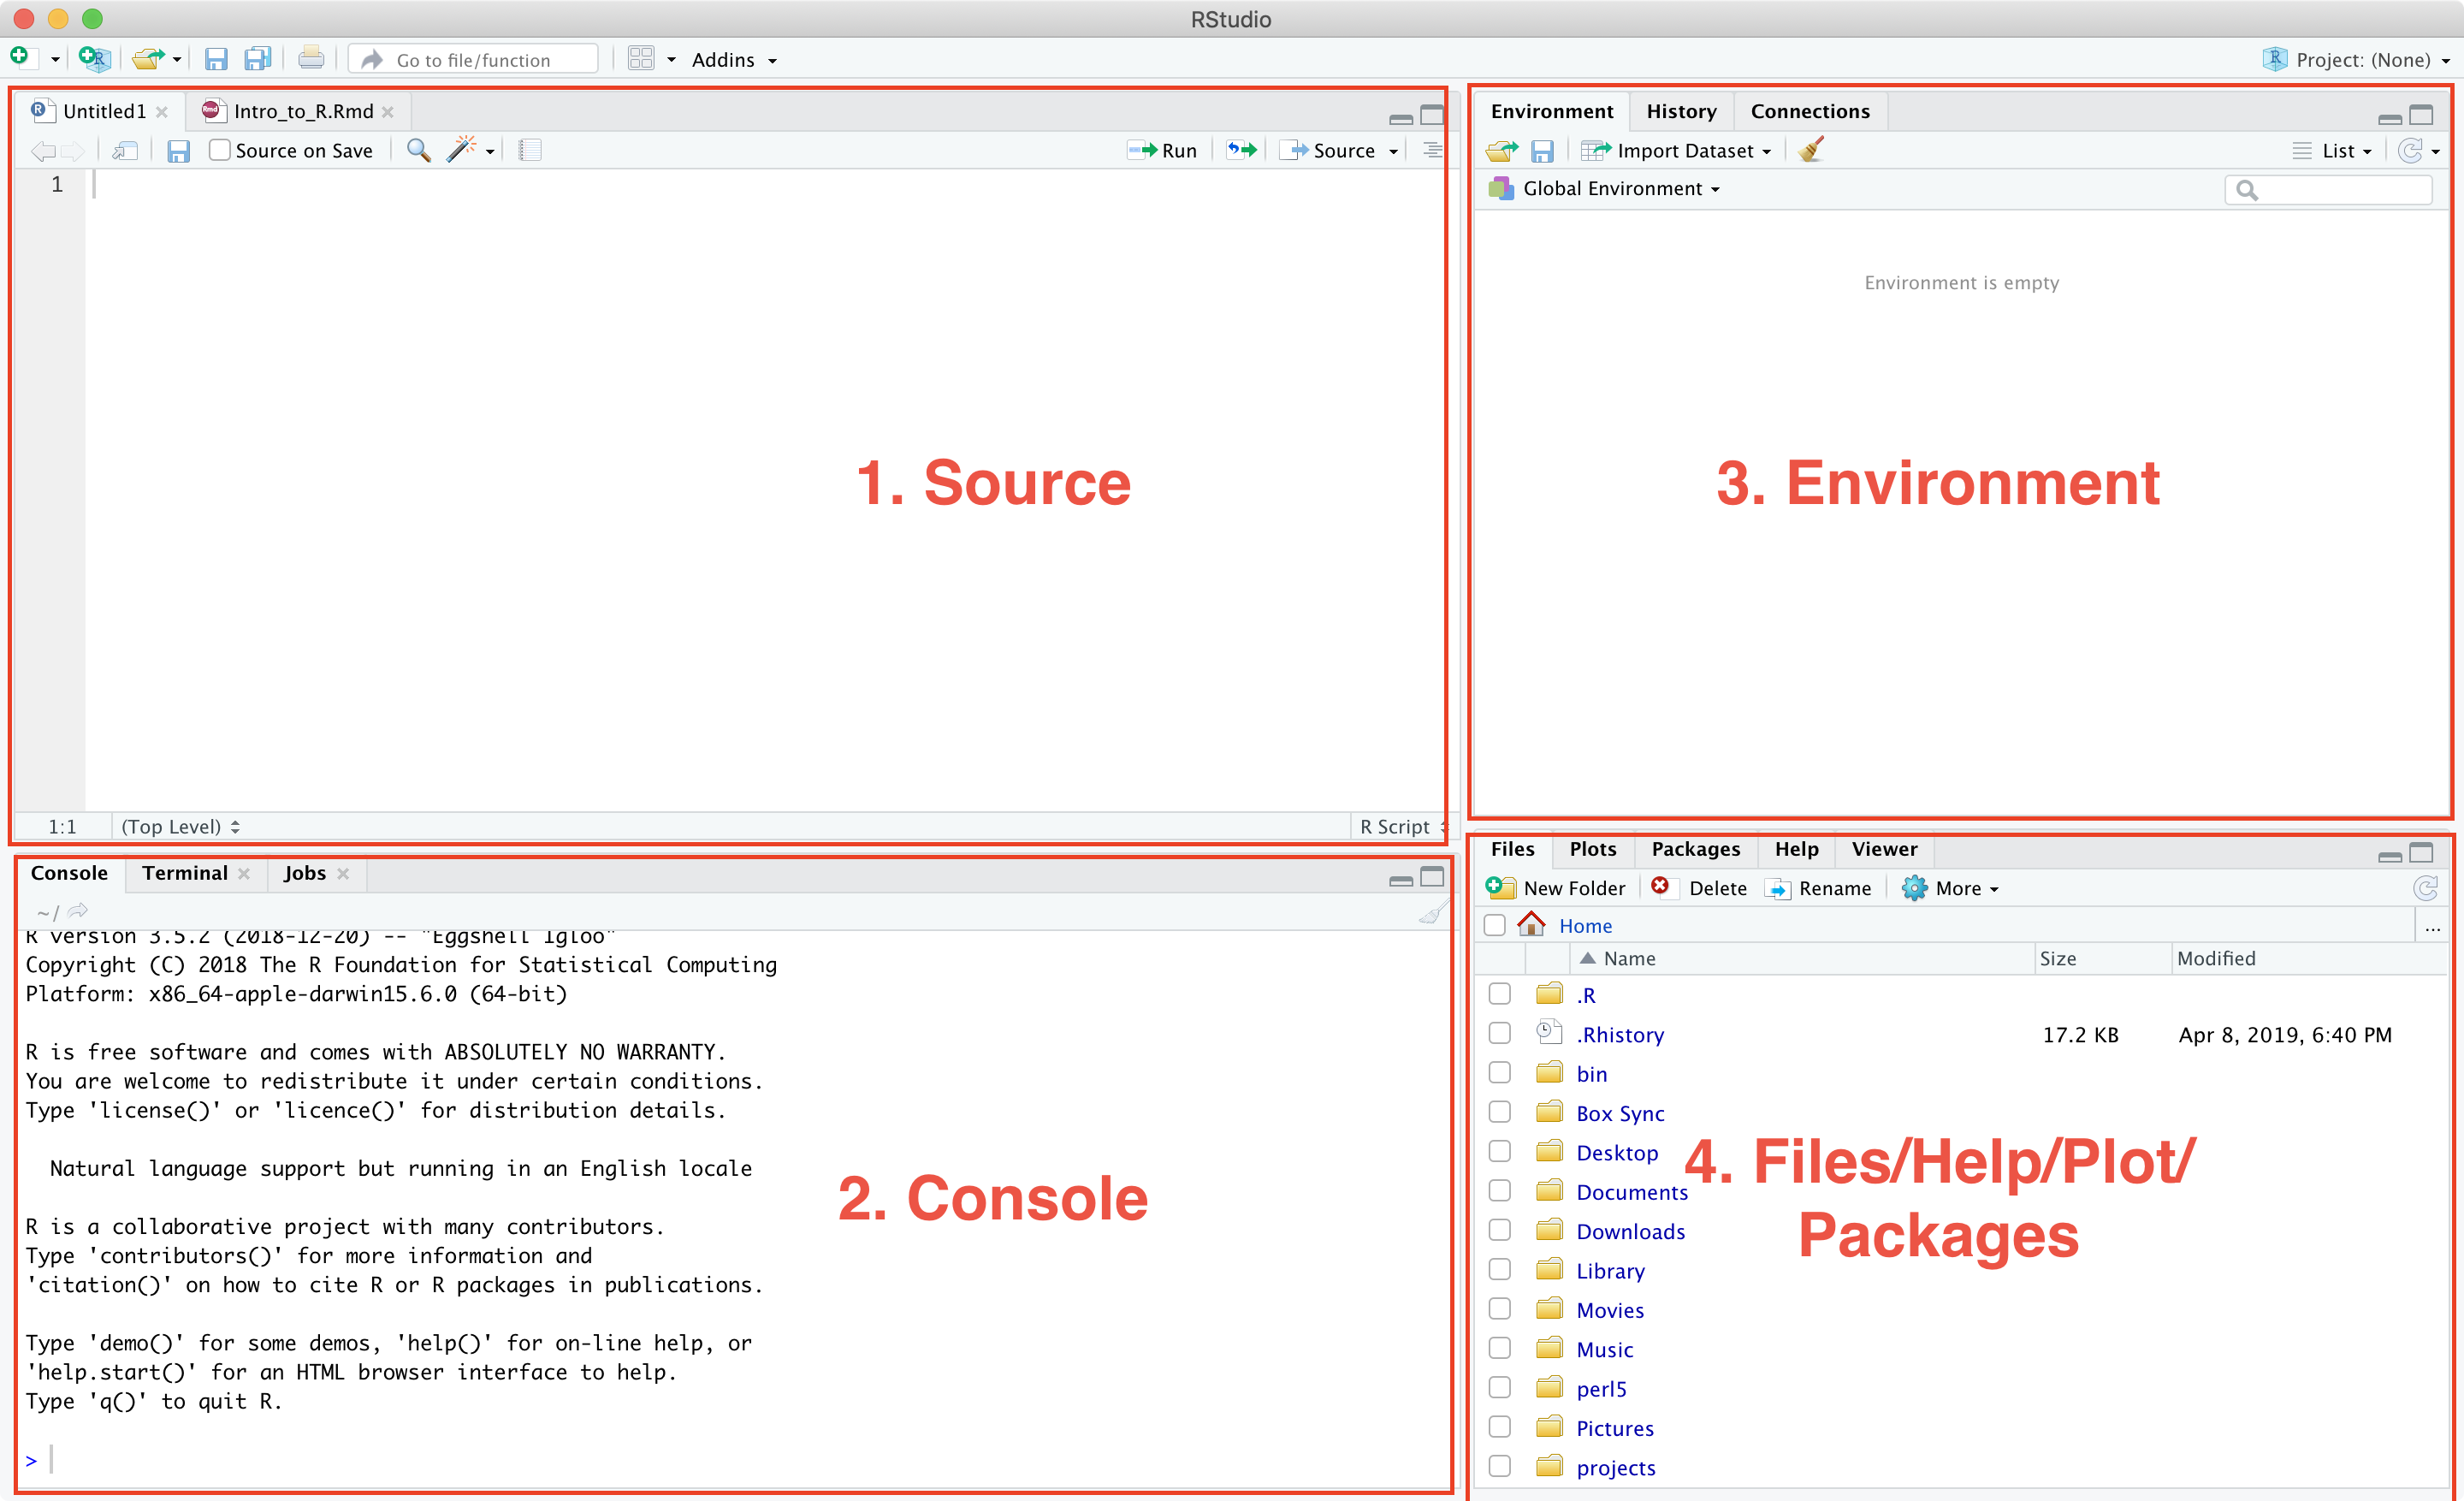 RStudio
Go to file/function
Addins
Project: (None)
Untitled1
Intro_to_R.Rmd
Source on Save
Run
Source
1
1. Source
1:1
(Top Level)
R Script
Console
Terminal
Jobs
~/
R version 3.5.2 (2018-12-20) -- "Eggshell Igloo"
Copyright (C) 2018 The R Foundation for Statistical Computing
Platform: x86_64-apple-darwin15.6.0 (64-bit)
R is free software and comes with ABSOLUTELY NO WARRANTY.
You are welcome to redistribute it under certain conditions.
Type 'license()' or 'licence()' for distribution details.
Natural language support but running in an English locale
2. Console
R is a collaborative project with many contributors.
Type 'contributors()' for more information and
'citation()' on how to cite R or R packages in publications.
Type 'demo()' for some demos, 'help()' for on-line help, or
'help.start()' for an HTML browser interface to help.
Type 'q()' to quit R.
>
Environment
History
Connections
Import Dataset
List
Global Environment
Environment is empty
3. Environment
Files
Plots
Packages
Help
Viewer
New Folder
Delete
Rename
More
Home
...
Name
Size
Modified
.R
.Rhistory 17.2 KB Apr 8, 2019, 6:40 PM
bin
Box Sync
Desktop
Documents
Downloads
Library
Movies
Music
perl5
Pictures
projects
4. Files/Help/Plot/
Packages